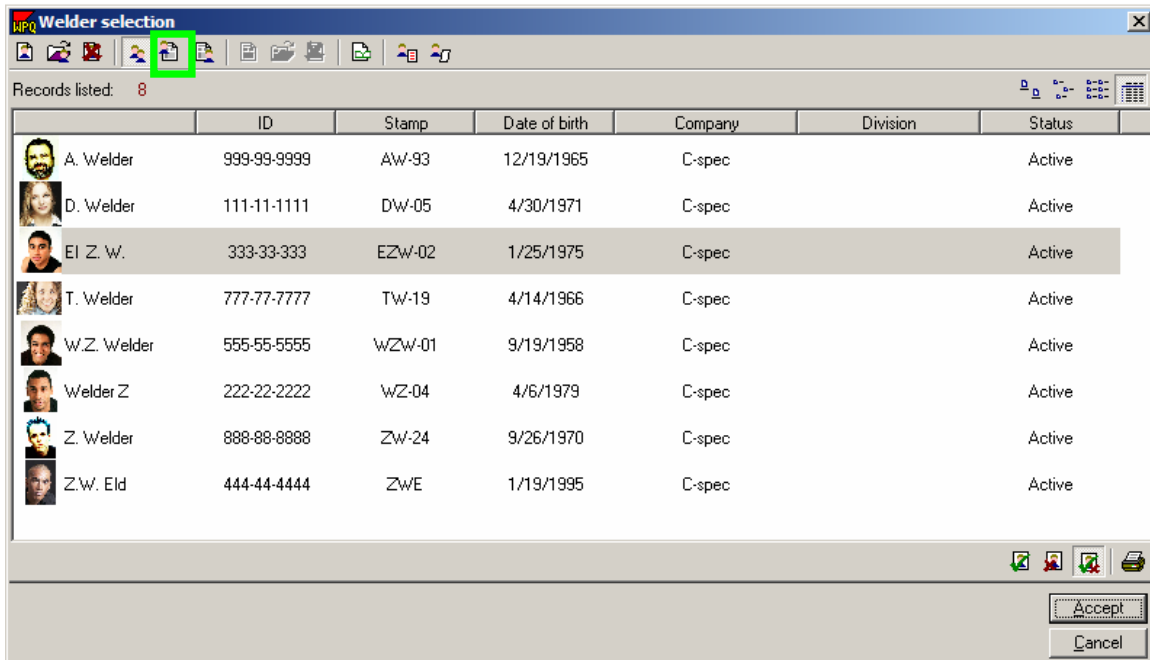 WPQ Welder selection
Records listed: 8
ID Stamp Date of birth Company Division Status
A. Welder 999-99-9999 AW-93 12/19/1965 C-spec Active
D. Welder 111-11-1111 DW-05 4/30/1971 C-spec Active
El Z. W. 333-33-333 EZW-02 1/25/1975 C-spec Active
T. Welder 777-77-7777 TW-19 4/14/1966 C-spec Active
W.Z. Welder 555-55-5555 WZW-01 9/19/1958 C-spec Active
Welder Z 222-22-2222 WZ-04 4/6/1979 C-spec Active
Z. Welder 888-88-8888 ZW-24 9/26/1970 C-spec Active
Z.W. Eld 444-44-4444 ZWE 1/19/1995 C-spec Active
Accept
Cancel